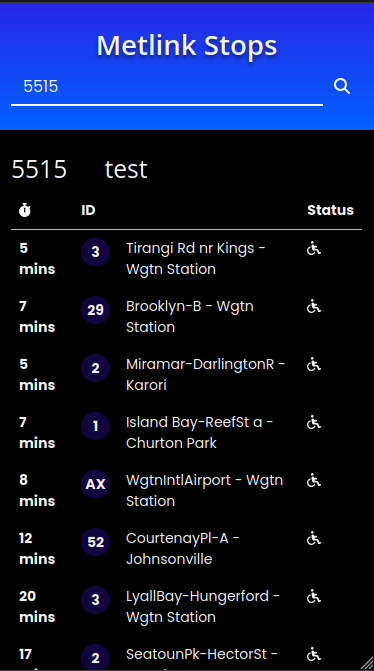 Metlink Stops
5515
5515 test
ID Status
5 mins 3 Tirangi Rd nr Kings -
Wgtn Station
7 mins 29 Brooklyn-B - Wgtn
Station
5 mins 2 Miramar-DarlingtonR -
Karori
7 mins 1 Island Bay-ReefSt a -
Churton Park
8 mins AX WgtnIntlAirport - Wgtn
Station
12 mins 52 CourtenayPl-A -
Johnsonville
20 mins 3 LyallBay-Hungerford -
Wgtn Station
17 2 SeatounPk-HectorSt -